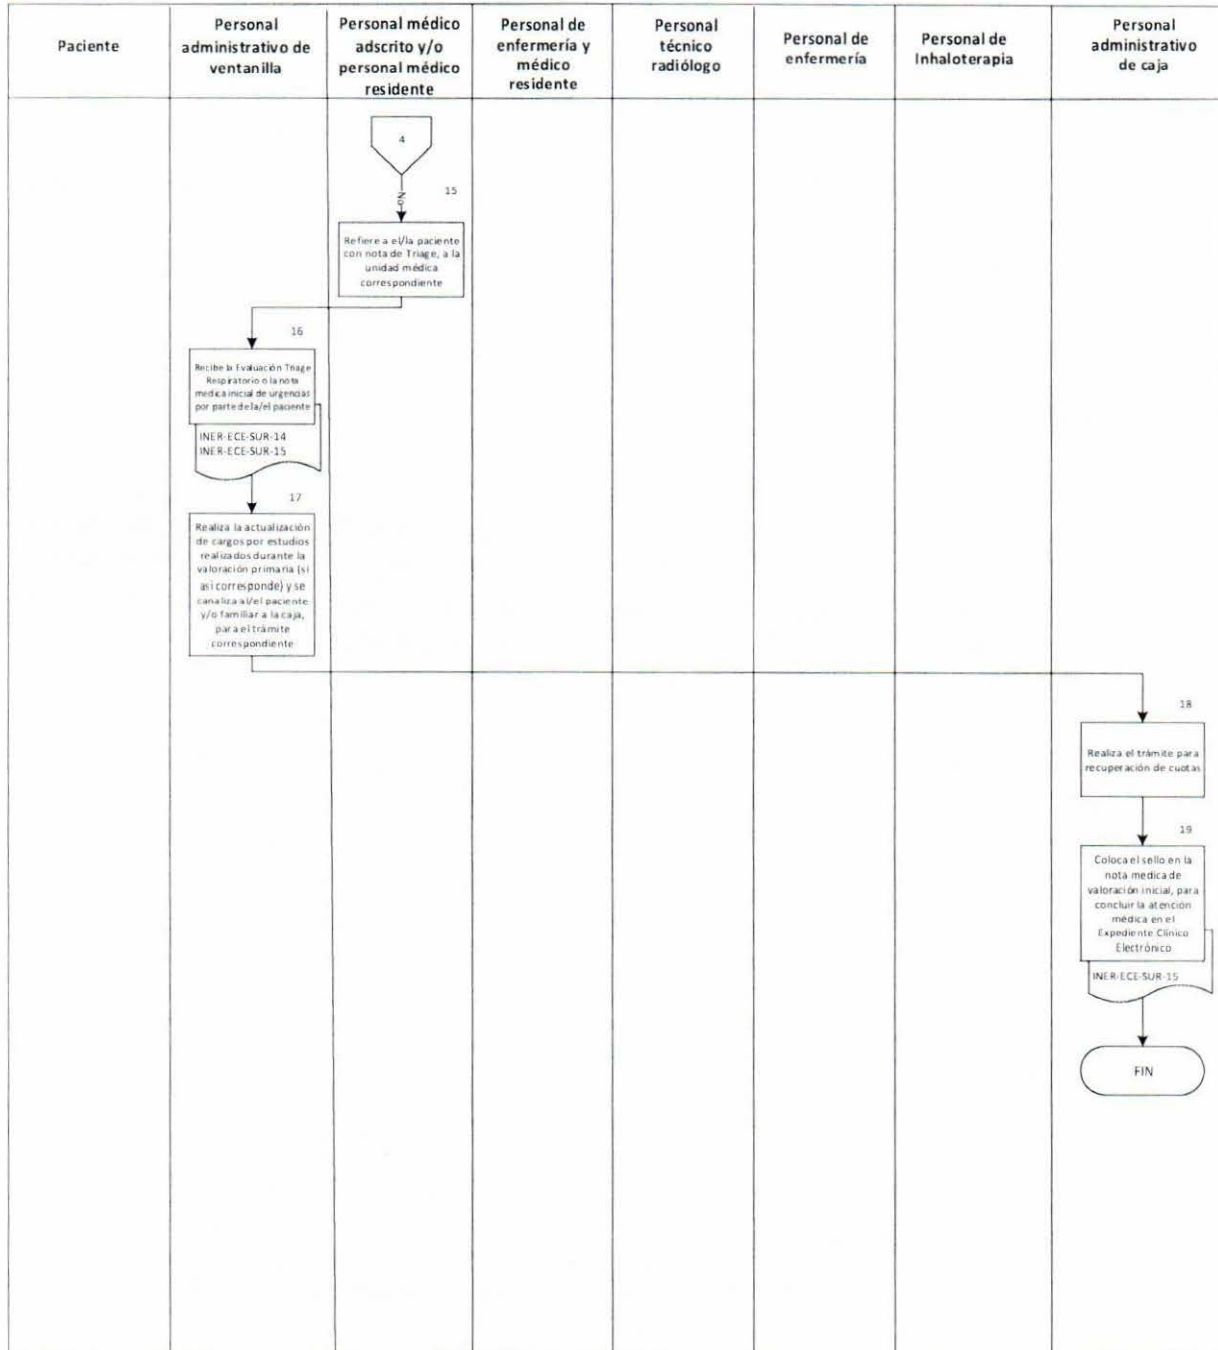 Paciente
Personal
administrativo de
ventanilla
Personal médico
adscrito y/o
personal médico
residente
Personal de
enfermería y
médico
residente
Personal
técnico
radiólogo
Personal de
enfermería
Personal de
Inhaloterapia
Personal
administrativo
de caja
4
No
15
Refiere a el/la paciente
con nota de Triage, a la
unidad médica
correspondiente
16
Recibe la Evaluación Triage
Respiratorio o la nota
medica inicial de urgencias
por parte de la/el paciente
INER-ECE-SUR-14
INER-ECE-SUR-15
17
Realiza la actualización
de cargos por estudios
realizados durante la
valoración primaria (si
asi corresponde) y se
canaliza al/el paciente
y/o familiar a la caja,
para el trámite
correspondiente
18
Realiza el trámite para
recuperación de cuotas
19
Coloca el sello en la
nota medica de
valoración inicial, para
concluir la atención
médica en el
Expediente Clínico
Electrónico
INER-ECE-SUR-15
FIN